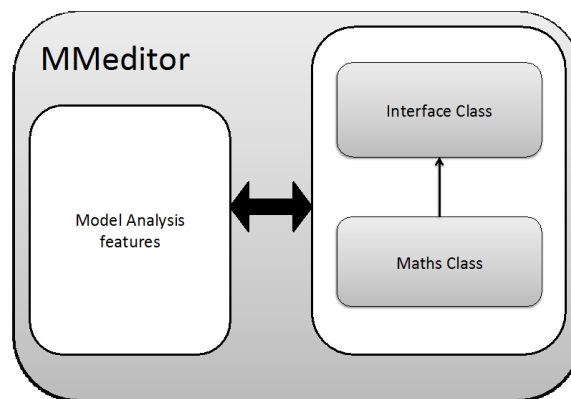 MMeditor
Interface Class
Model Analysis
features
Maths Class